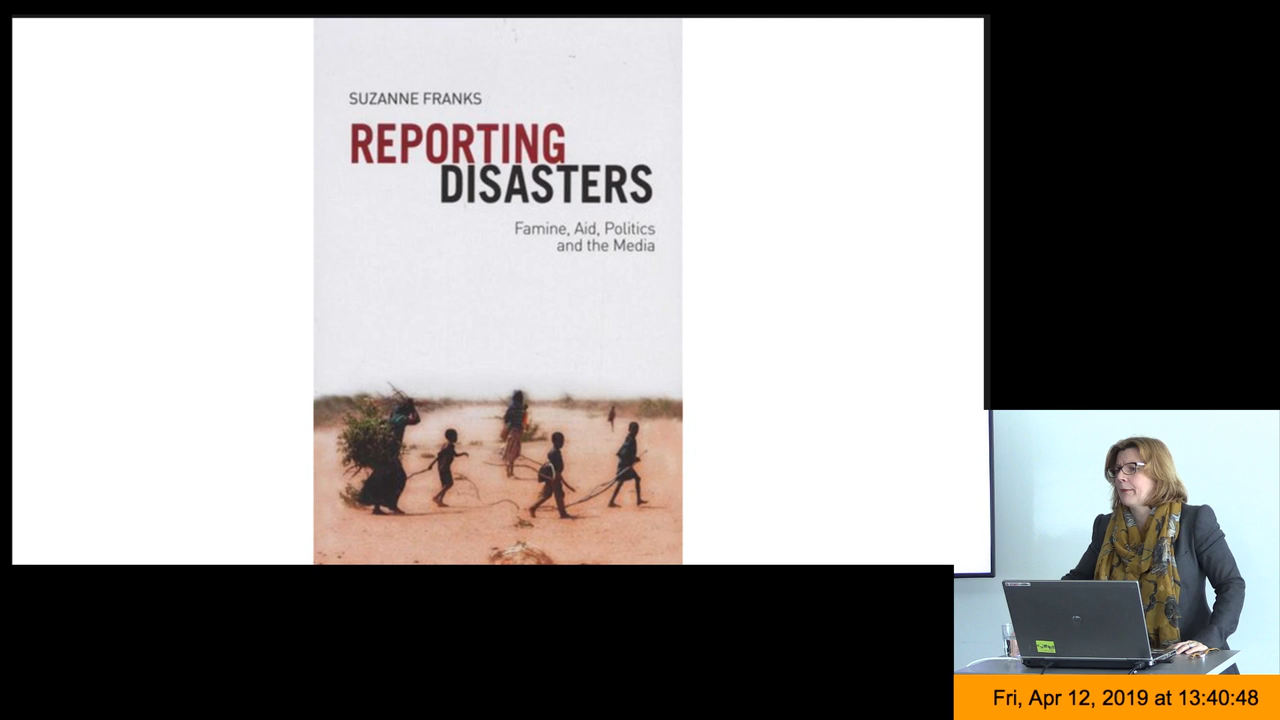 SUZANNE FRANKS
REPORTING
DISASTERS
Famine, Aid, Politics
and the Media
Fri, Apr 12, 2019 at 13:40:48